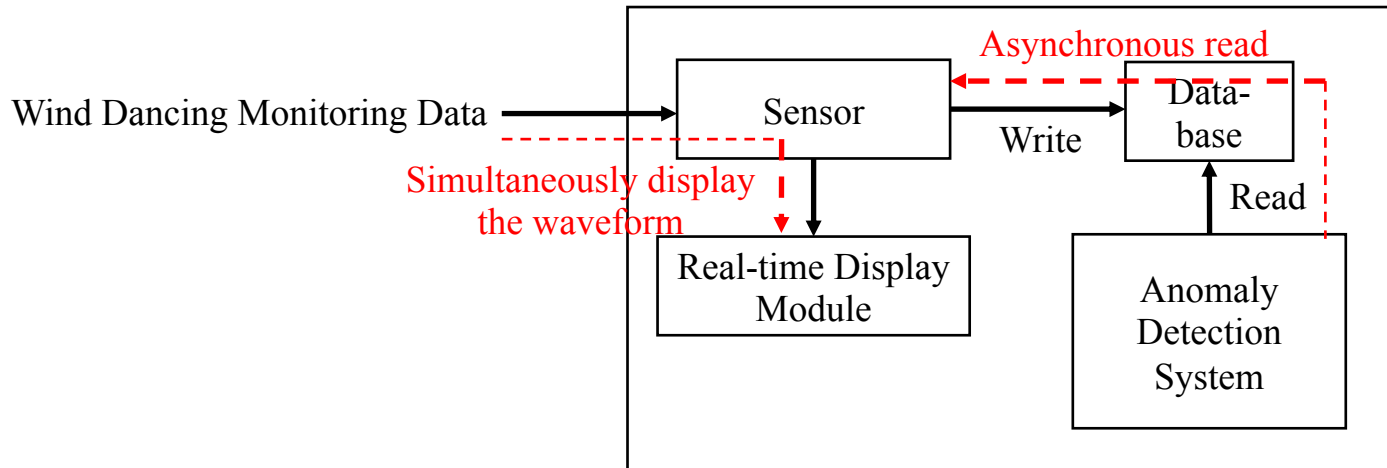 Asynchronous read
Wind Dancing Monitoring Data
Sensor
Data-
base
Write
Simultaneously display
the waveform
Read
Real-time Display
Module
Anomaly
Detection
System